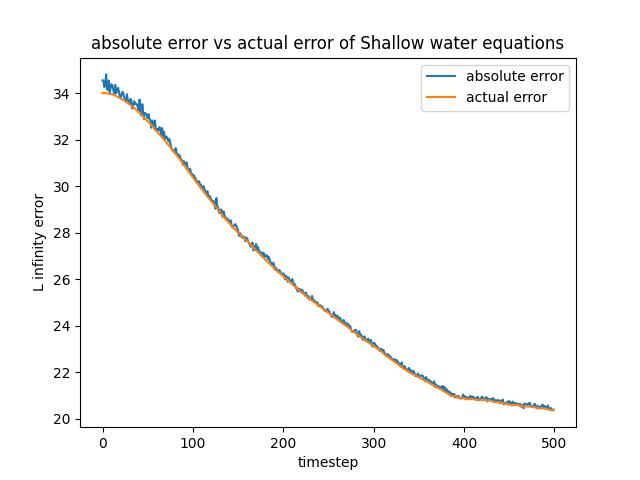 absolute error vs actual error of Shallow water equations
absolute error
actual error
34
32
30
28
26
24
22
20
L infinity error
0 100 200 300 400 500
timestep